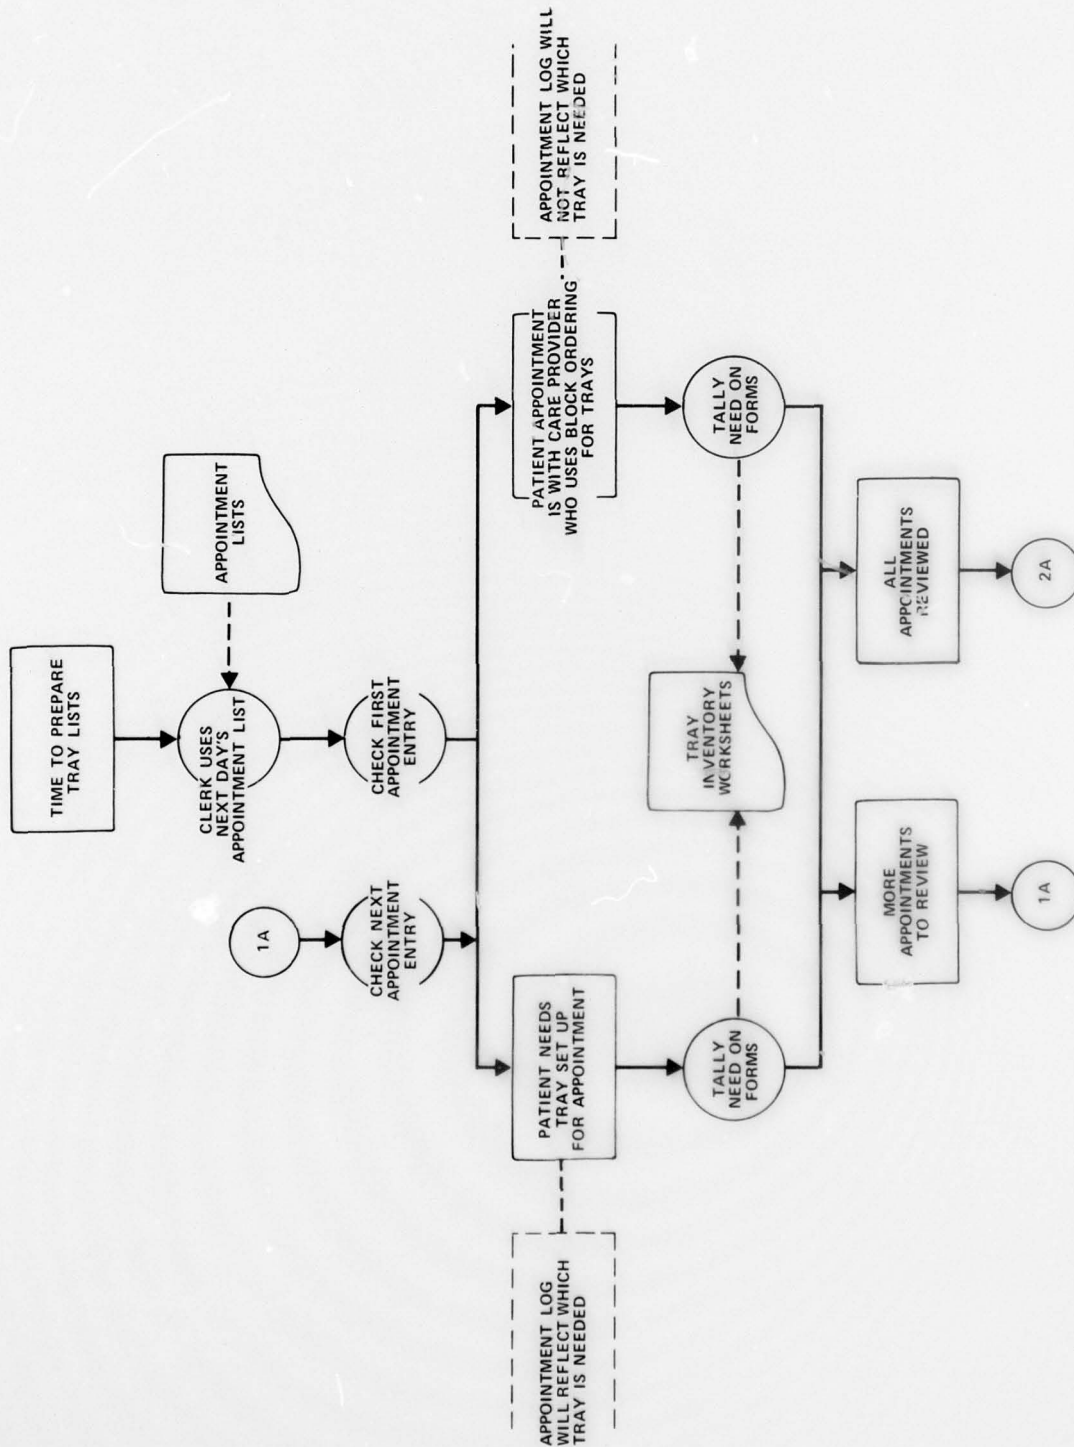 TIME TO PREPARE
TRAY LISTS
CLERK USES
NEXT DAY'S
APPOINTMENT LIST
APPOINTMENT
LISTS
1A
CHECK NEXT
APPOINTMENT
ENTRY
CHECK FIRST
APPOINTMENT
ENTRY
APPOINTMENT LOG
WILL REFLECT WHICH
TRAY IS NEEDED
PATIENT NEEDS
TRAY SET UP
FOR APPOINTMENT
PATIENT APPOINTMENT
IS WITH CARE PROVIDER
WHO USES BLOCK ORDERING
FOR TRAYS
APPOINTMENT LOG WILL
NOT REFLECT WHICH
TRAY IS NEEDED
TALLY
NEED ON
FORMS
TRAY
INVENTORY
WORKSHEETS
TALLY
NEED ON
FORMS
MORE
APPOINTMENTS
TO REVIEW
ALL
APPOINTMENTS
REVIEWED
1A
2A